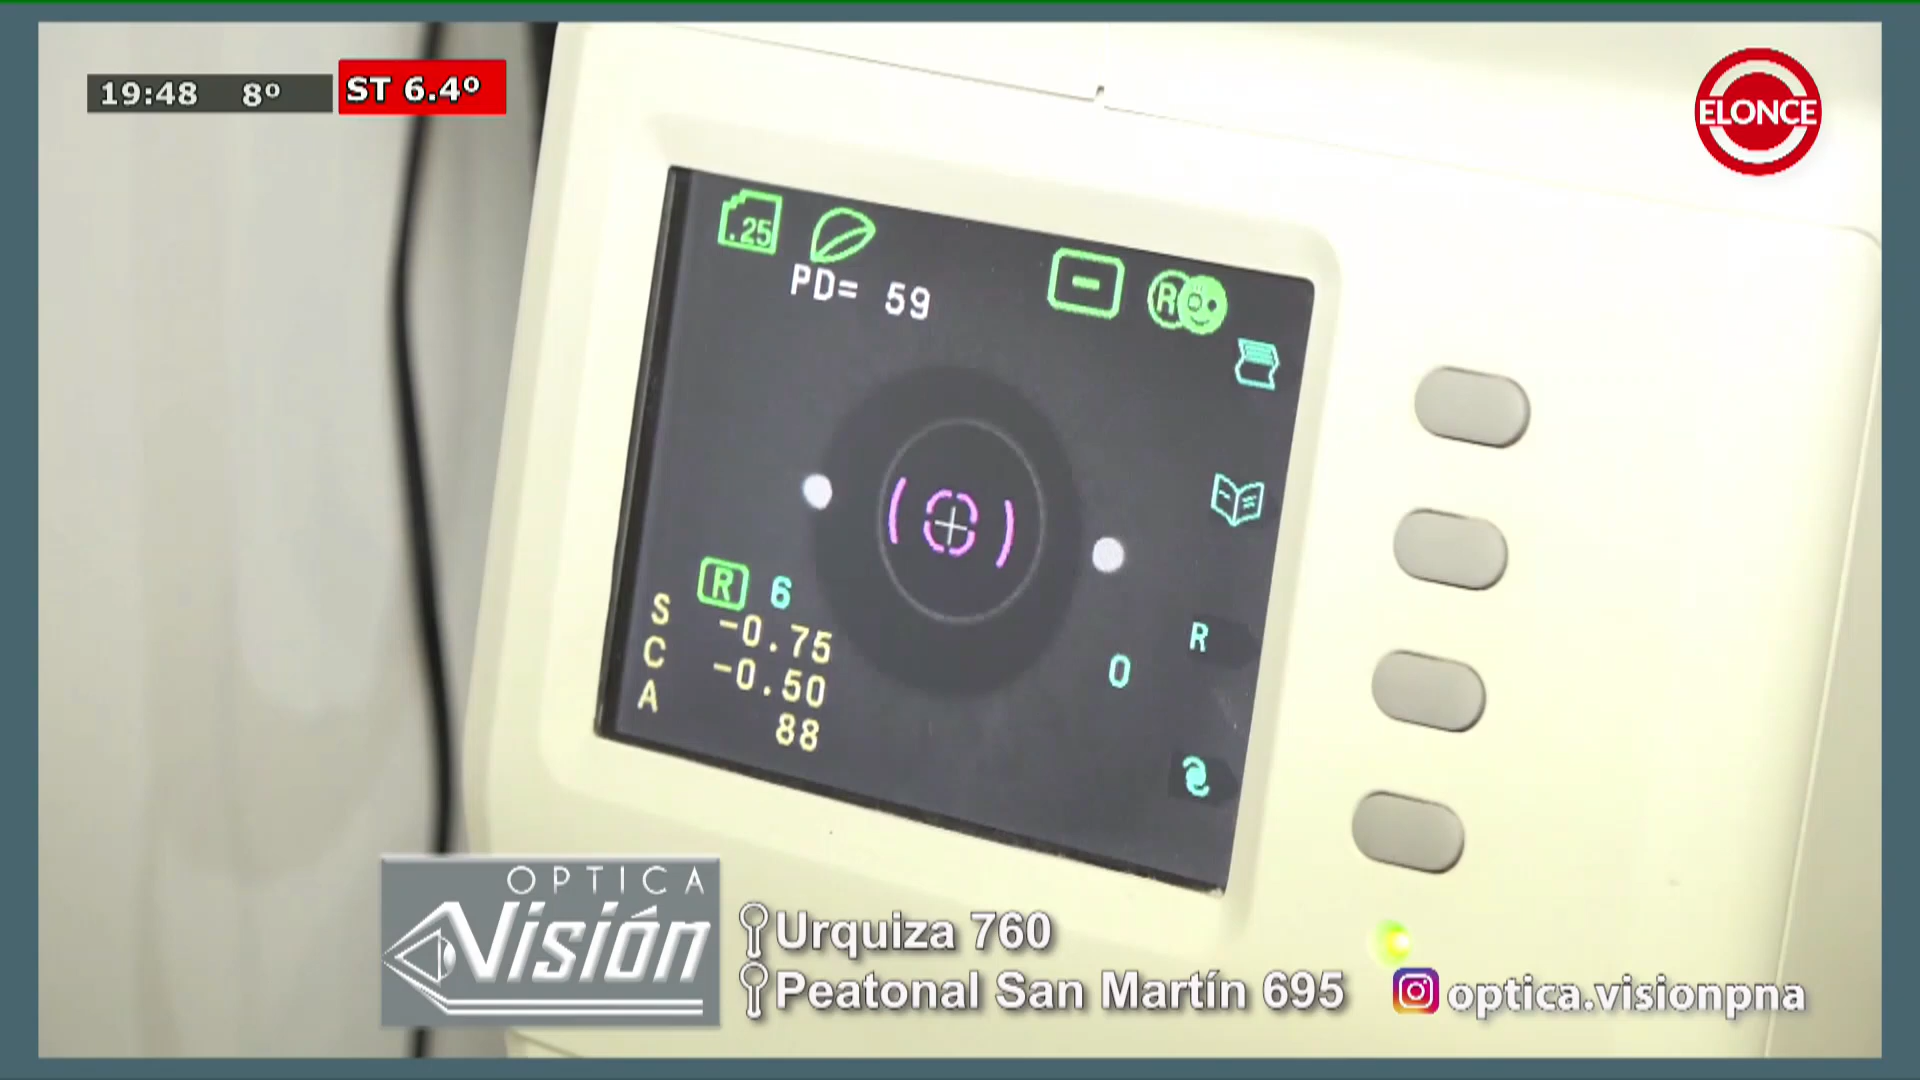 19:48 8º ST 6.4º
ELONCE
.25
PD= 59
R
R 6
S -0.75
C -0.50
A 88
R
0
OPTICA
Visión
Urquiza 760
Peatonal San Martín 695
optica.visionpna